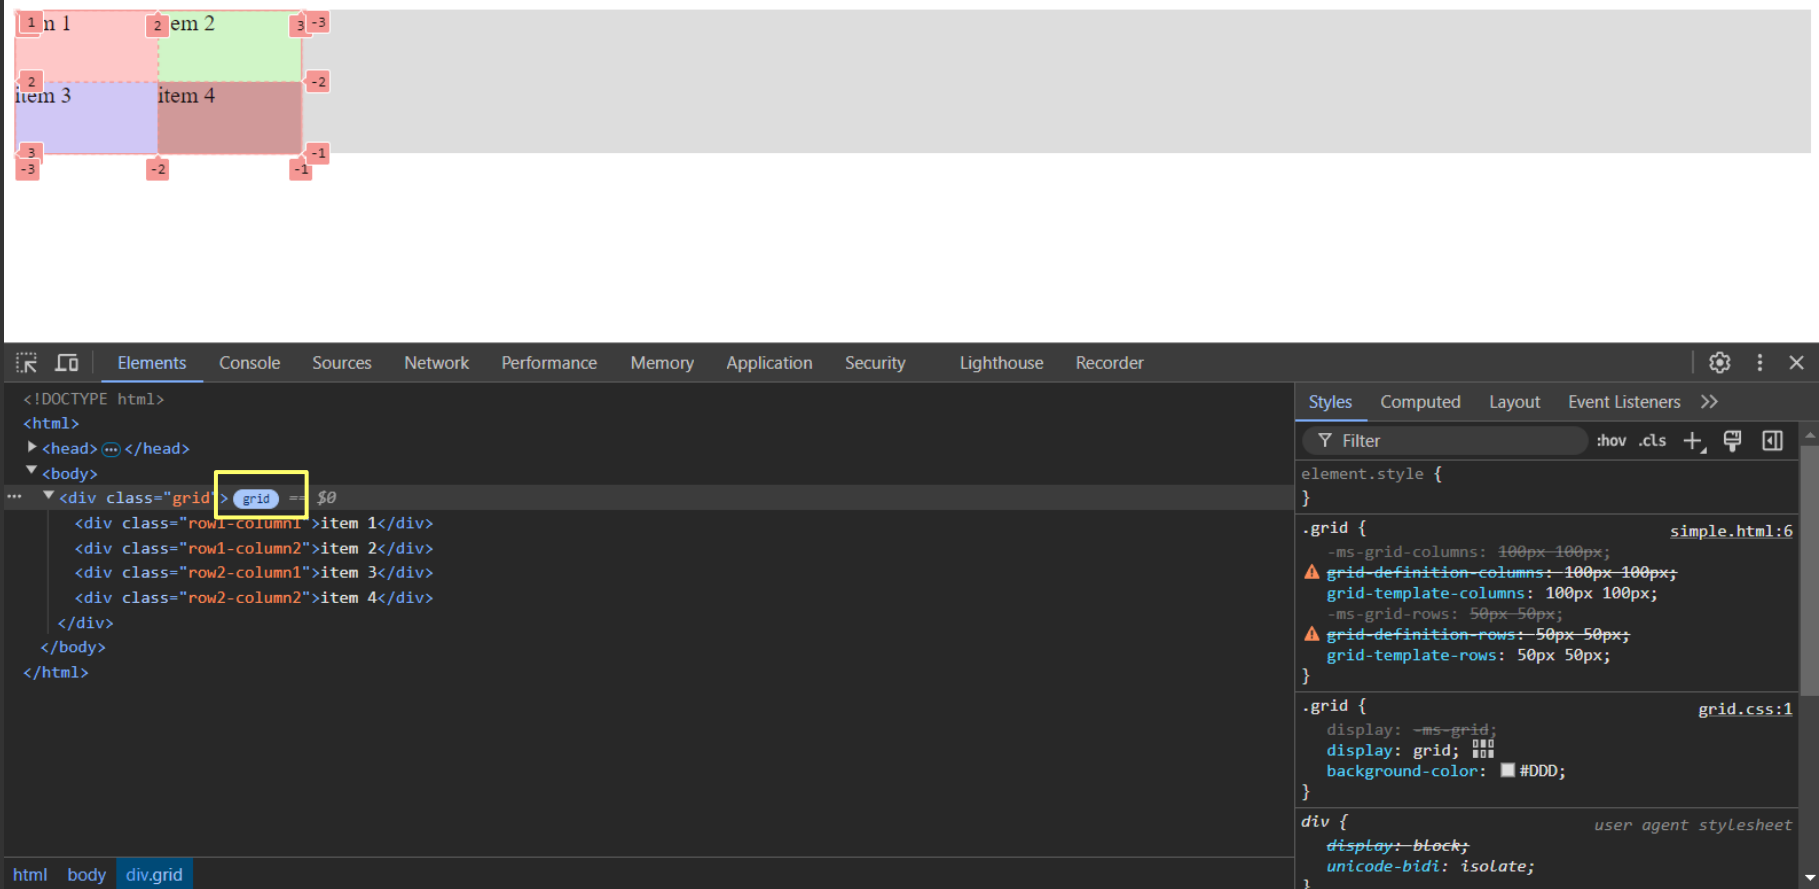 1 m 1 2 em 2 3 -3
2 -2
item 3 item 4
3 -1
-3 -2 -1
Elements Console Sources Network Performance Memory Application Security Lighthouse Recorder
<!DOCTYPE html>
<html>
<head> … </head>
<body>
… <div class="grid"> grid == $0
<div class="row1-column1">item 1</div>
<div class="row1-column2">item 2</div>
<div class="row2-column1">item 3</div>
<div class="row2-column2">item 4</div>
</div>
</body>
</html>
html body div.grid
Styles Computed Layout Event Listeners
Filter :hov .cls
element.style {
}
.grid { simple.html:6
-ms-grid-columns: 100px 100px;
grid-definition-columns: 100px 100px;
grid-template-columns: 100px 100px;
-ms-grid-rows: 50px 50px;
grid-definition-rows: 50px 50px;
grid-template-rows: 50px 50px;
}
.grid { grid.css:1
display: -ms-grid;
display: grid;
background-color: #DDD;
}
div { user agent stylesheet
display: block;
unicode-bidi: isolate;
}